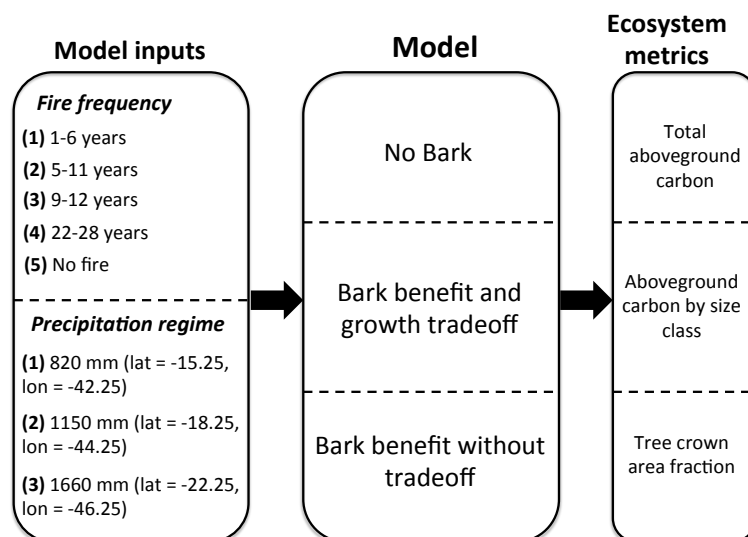 Model inputs
Fire frequency
(1) 1-6 years
(2) 5-11 years
(3) 9-12 years
(4) 22-28 years
(5) No fire
Precipitation regime
(1) 820 mm (lat = -15.25,
lon = -42.25)
(2) 1150 mm (lat = -18.25,
lon = -44.25)
(3) 1660 mm (lat = -22.25,
lon = -46.25)
Model
No Bark
Bark benefit and
growth tradeoff
Bark benefit without
tradeoff
Ecosystem
metrics
Total
aboveground
carbon
Aboveground
carbon by size
class
Tree crown
area fraction